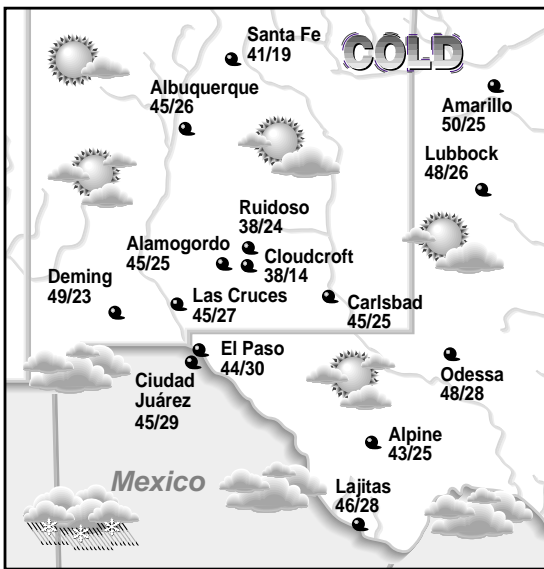 Santa Fe
41/19
COLD
Albuquerque
45/26
Amarillo
50/25
Lubbock
48/26
Ruidoso
38/24
Alamogordo
45/25
Cloudcroft
38/14
Deming
49/23
Las Cruces
45/27
Carlsbad
45/25
El Paso
44/30
Ciudad
Juárez
45/29
Odessa
48/28
Alpine
43/25
Mexico
Lajitas
46/28